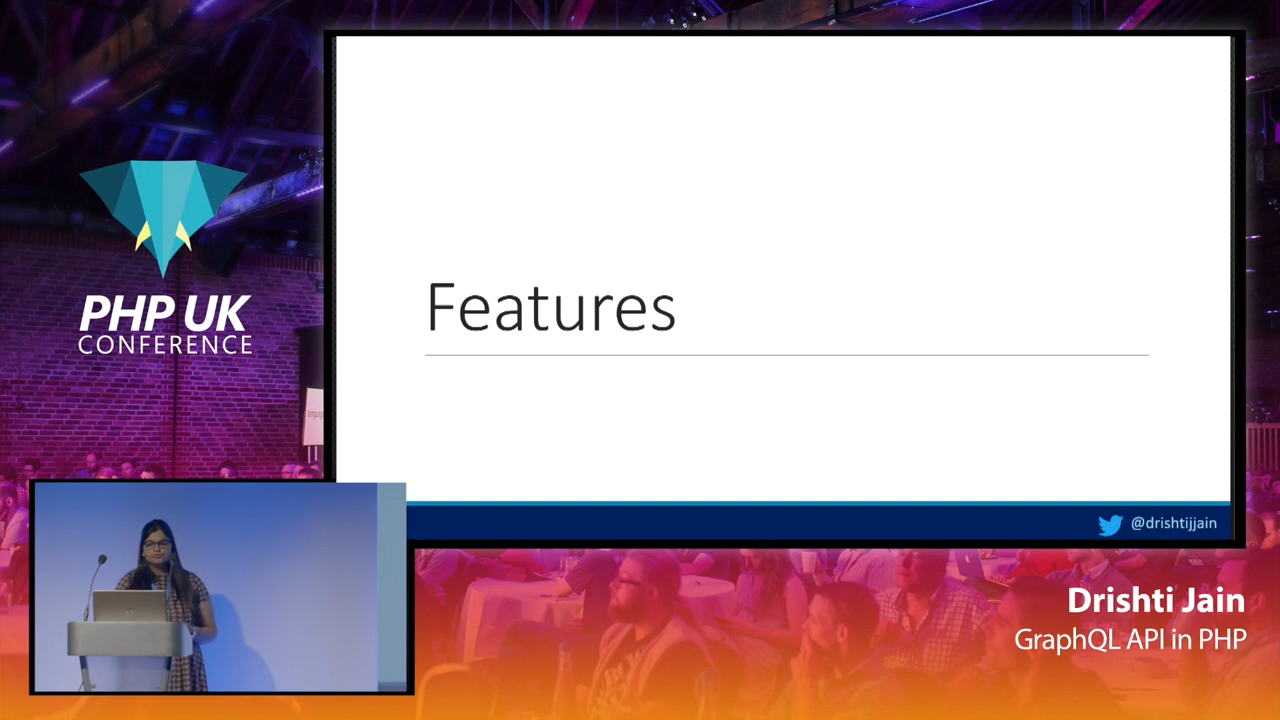 PHP UK
CONFERENCE
Features
@drishtijjain
Drishti Jain
GraphQL API in PHP